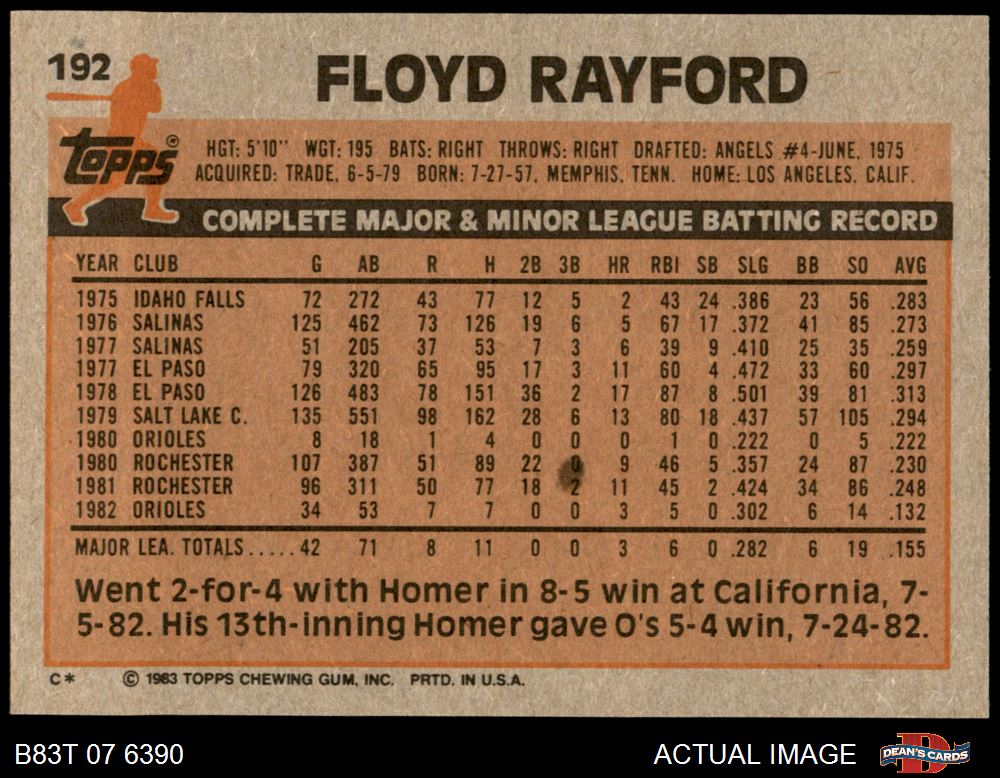 192
FLOYD RAYFORD
Topps®
HGT: 5'10" WGT: 195 BATS: RIGHT THROWS: RIGHT DRAFTED: ANGELS #4-JUNE, 1975
ACQUIRED: TRADE, 6-5-79 BORN: 7-27-57, MEMPHIS, TENN. HOME: LOS ANGELES, CALIF.
COMPLETE MAJOR & MINOR LEAGUE BATTING RECORD
YEAR CLUB G AB R H 2B 3B HR RBI SB SLG BB SO AVG
1975 IDAHO FALLS 72 272 43 77 12 5 2 43 24 .386 23 56 .283
1976 SALINAS 125 462 73 126 19 6 5 67 17 .372 41 85 .273
1977 SALINAS 51 205 37 53 7 3 6 39 9 .410 25 35 .259
1977 EL PASO 79 320 65 95 17 3 11 60 4 .472 33 60 .297
1978 EL PASO 126 483 78 151 36 2 17 87 8 .501 39 81 .313
1979 SALT LAKE C. 135 551 98 162 28 6 13 80 18 .437 57 105 .294
1980 ORIOLES 8 18 1 4 0 0 0 1 0 .222 0 5 .222
1980 ROCHESTER 107 387 51 89 22 0 9 46 5 .357 24 87 .230
1981 ROCHESTER 96 311 50 77 18 2 11 45 2 .424 34 86 .248
1982 ORIOLES 34 53 7 7 0 0 3 5 0 .302 6 14 .132
MAJOR LEA. TOTALS..... 42 71 8 11 0 0 3 6 0 .282 6 19 .155
Went 2-for-4 with Homer in 8-5 win at California, 7-
5-82. His 13th-inning Homer gave O's 5-4 win, 7-24-82.
C* © 1983 TOPPS CHEWING GUM, INC. PRTD. IN U.S.A.
B83T 07 6390 ACTUAL IMAGE DEAN'S CARDS